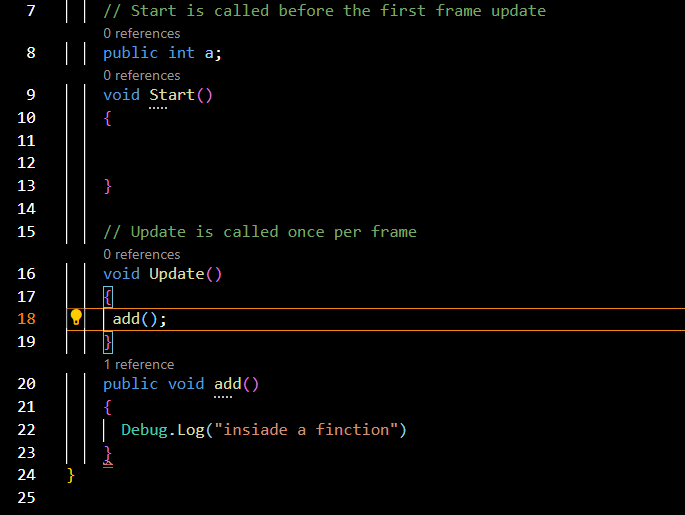 7 // Start is called before the first frame update
0 references
8 public int a;
0 references
9 void Start()
10 {
11
12
13 }
14
15 // Update is called once per frame
0 references
16 void Update()
17 {
18 add();
19 }
1 reference
20 public void add()
21 {
22 Debug.Log("insiade a finction")
23 }
24 }
25